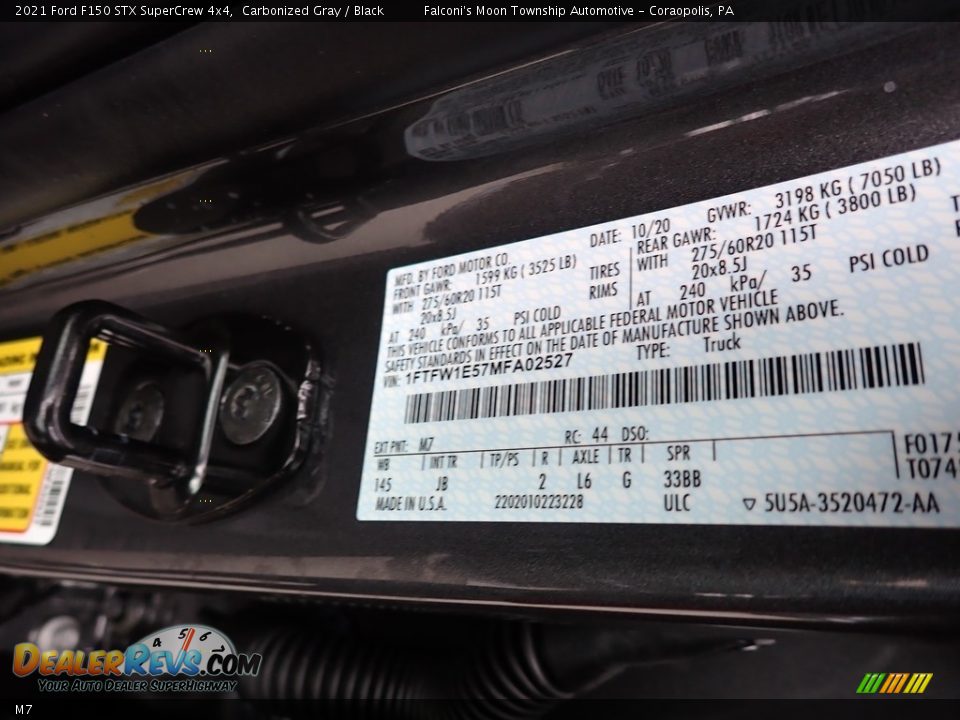 2021 Ford F150 STX SuperCrew 4x4, Carbonized Gray / Black Falconi's Moon Township Automotive - Coraopolis, PA
MFD. BY FORD MOTOR CO. DATE: 10/20 GVWR: 3198 KG ( 7050 LB)
FRONT GAWR: 1599 KG ( 3525 LB) REAR GAWR: 1724 KG ( 3800 LB)
WITH 275/60R20 115T TIRES WITH 275/60R20 115T
20x8.5J RIMS 20x8.5J
AT 240 kPa/ 35 PSI COLD AT 240 kPa/ 35 PSI COLD
THIS VEHICLE CONFORMS TO ALL APPLICABLE FEDERAL MOTOR VEHICLE
SAFETY STANDARDS IN EFFECT ON THE DATE OF MANUFACTURE SHOWN ABOVE.
VIN: 1FTFW1E57MFA02527 TYPE: Truck
EXT PNT: M7 RC: 44 DSO:
WB INT TR TP/PS R AXLE TR SPR
145 JB 2 L6 G 33BB
MADE IN U.S.A. 2202010223228 ULC 5U5A-3520472-AA
DealerRevs.com
Your Auto Dealer SuperHighway
4 5 6
M7